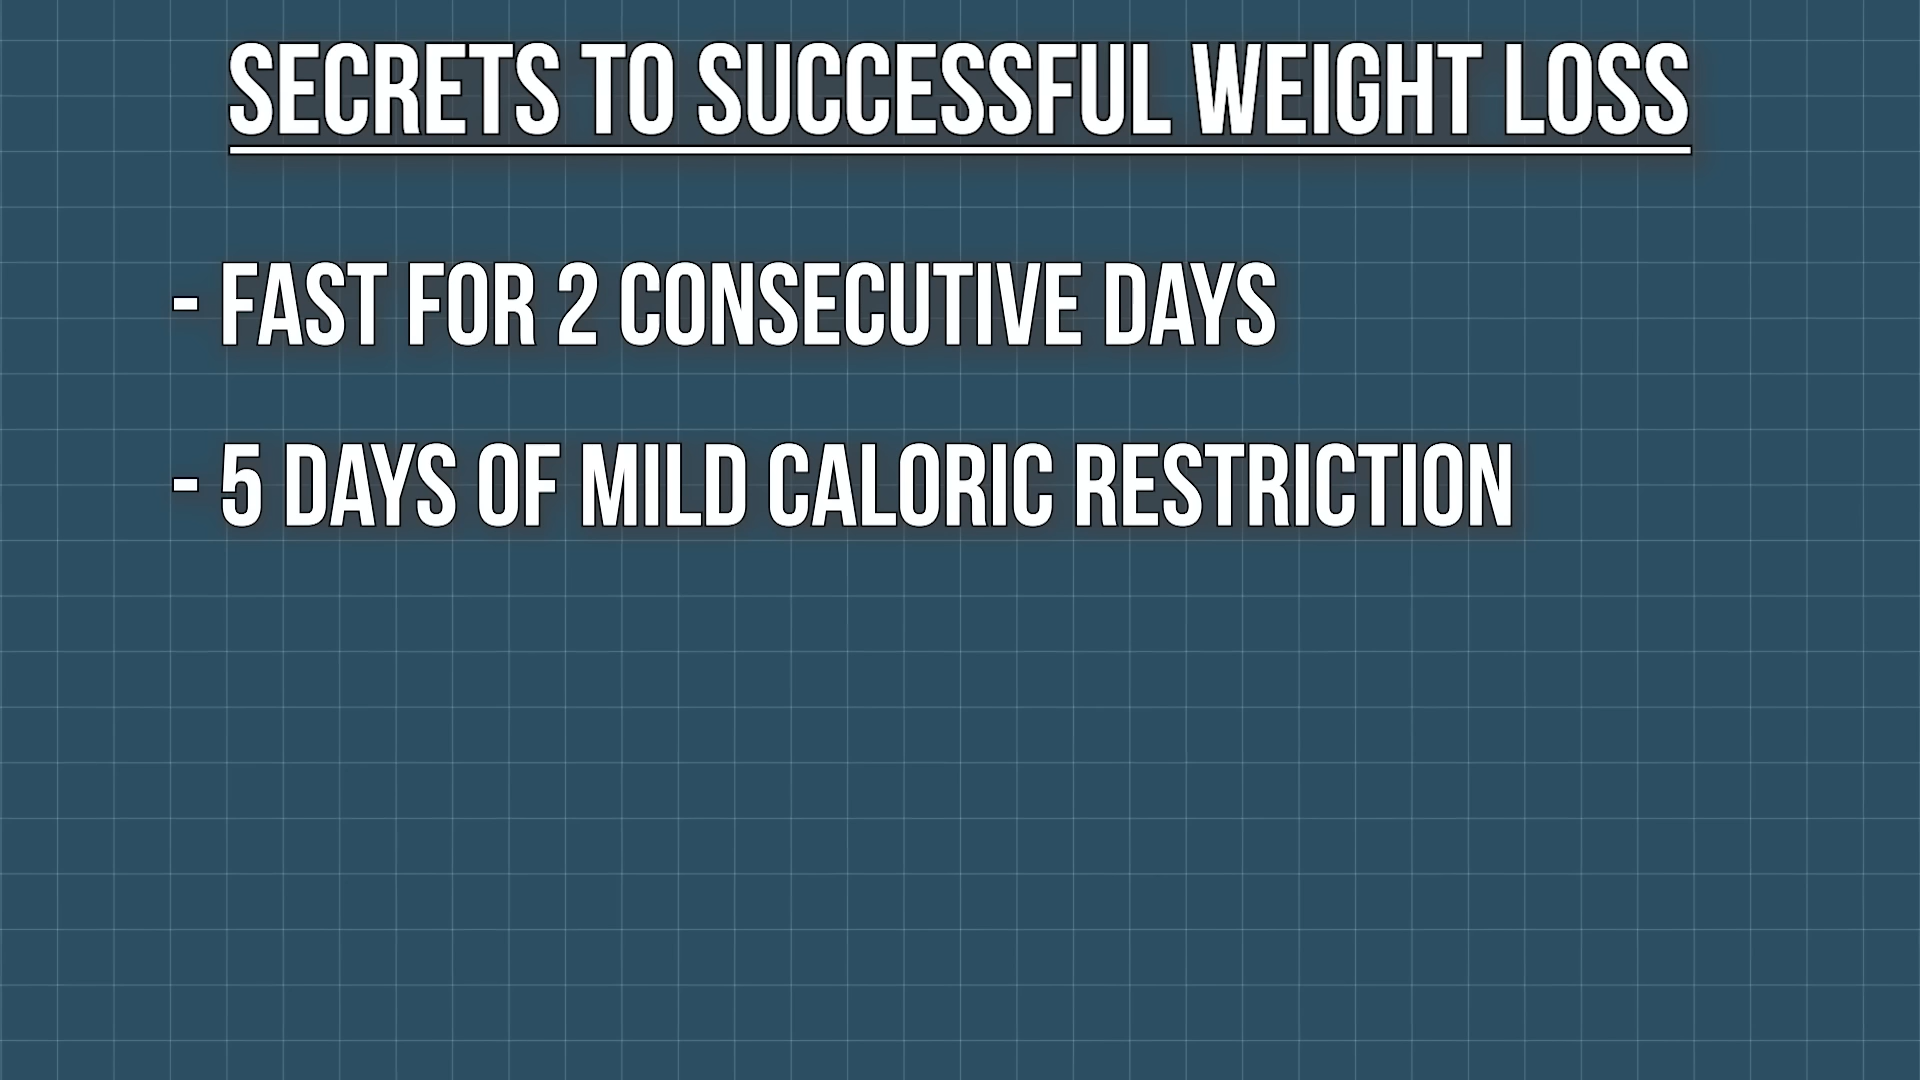 SECRETS TO SUCCESSFUL WEIGHT LOSS
- FAST FOR 2 CONSECUTIVE DAYS
- 5 DAYS OF MILD CALORIC RESTRICTION